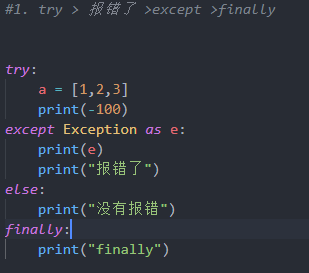 #1. try > 报错了 >except >finally
try:
    a = [1,2,3]
    print(-100)
except Exception as e:
    print(e)
    print("报错了")
else:
    print("没有报错")
finally:
    print("finally")